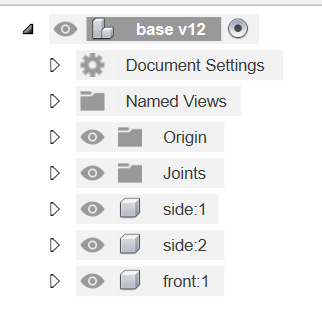 base v12
Document Settings
Named Views
Origin
Joints
side:1
side:2
front:1